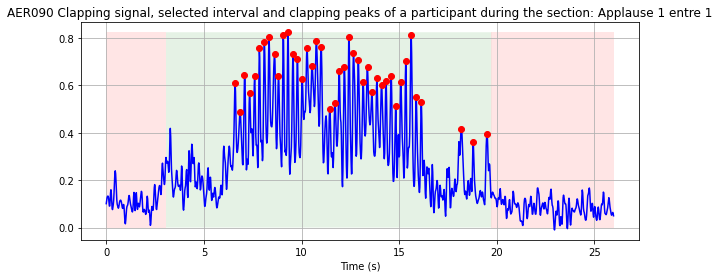 AER090 Clapping signal, selected interval and clapping peaks of a participant during the section: Applause 1 entre 1
0.8
0.6
0.4
0.2
0.0
0 5 10 15 20 25
Time (s)